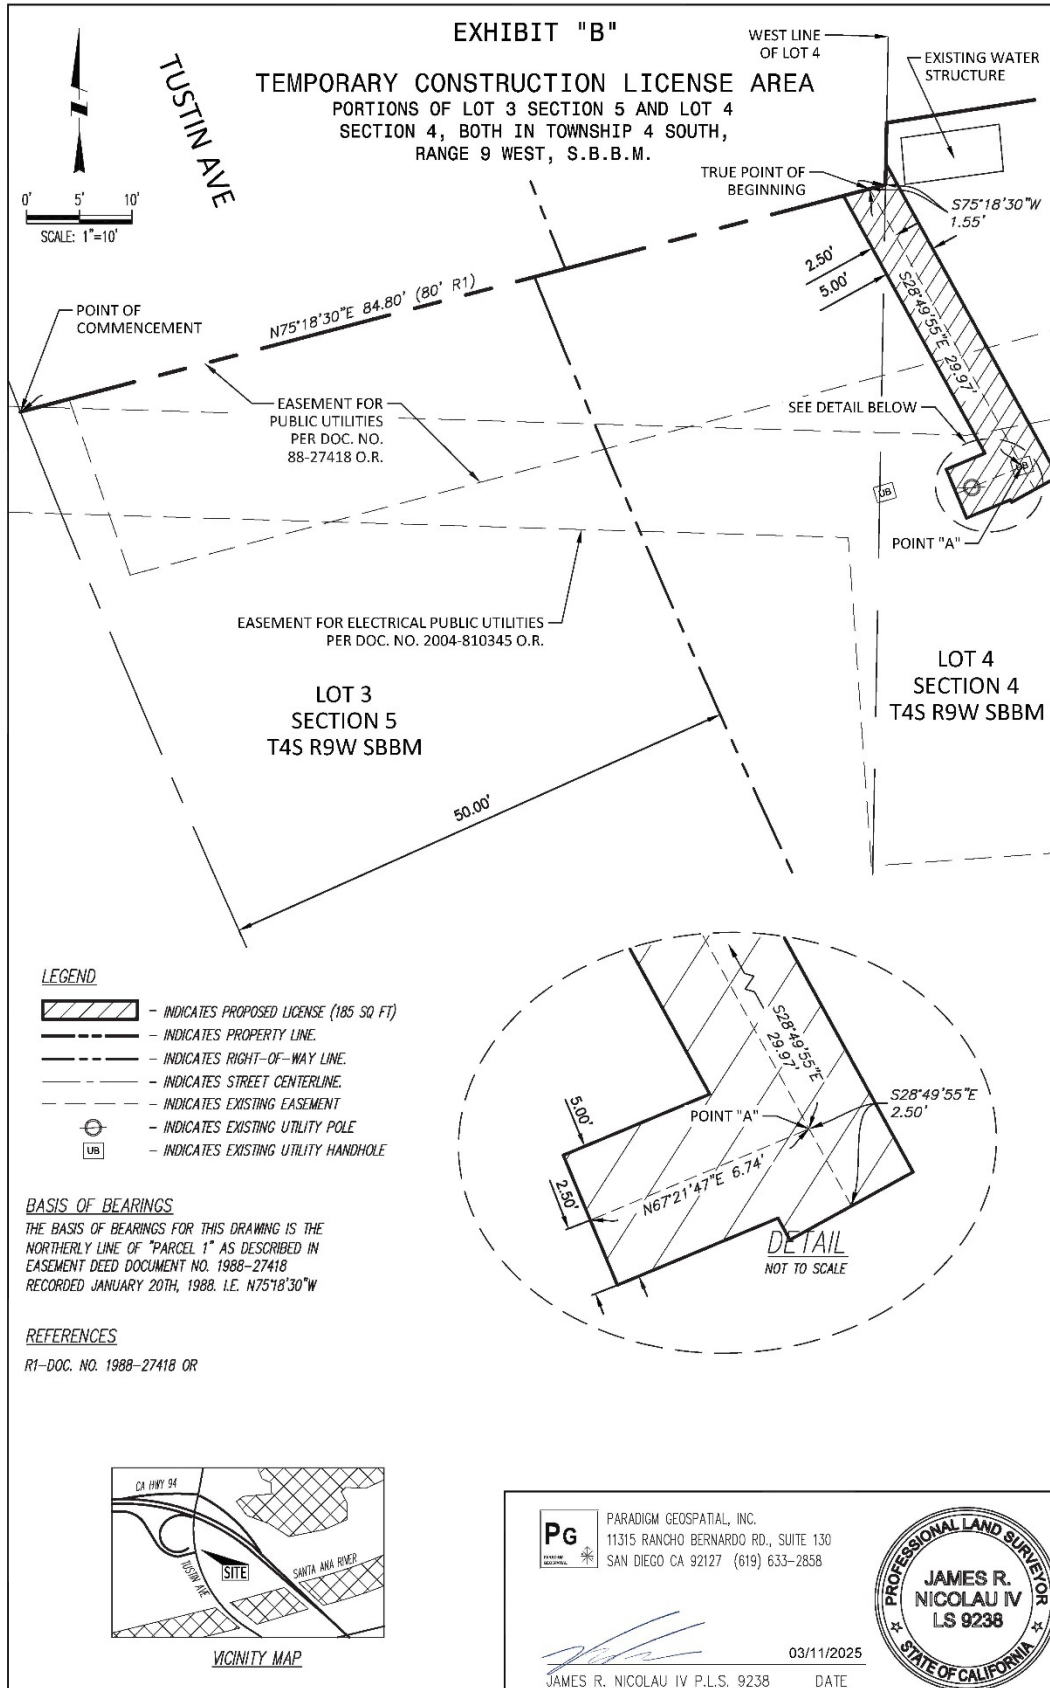 EXHIBIT "B"
TEMPORARY CONSTRUCTION LICENSE AREA
PORTIONS OF LOT 3 SECTION 5 AND LOT 4
SECTION 4, BOTH IN TOWNSHIP 4 SOUTH,
RANGE 9 WEST, S.B.B.M.
TUSTIN AVE
WEST LINE
OF LOT 4
EXISTING WATER
STRUCTURE
0' 5' 10'
SCALE: 1"=10'
TRUE POINT OF
BEGINNING
S75°18'30"W
1.55'
2.50'
5.00'
S28°49'55"E 29.97'
POINT OF
COMMENCEMENT
N75°18'30"E 84.80' (80' R1)
EASEMENT FOR
PUBLIC UTILITIES
PER DOC. NO.
88-27418 O.R.
SEE DETAIL BELOW
UB
UB
POINT "A"
EASEMENT FOR ELECTRICAL PUBLIC UTILITIES
PER DOC. NO. 2004-810345 O.R.
LOT 3
SECTION 5
T4S R9W SBBM
LOT 4
SECTION 4
T4S R9W SBBM
50.00'
LEGEND
- INDICATES PROPOSED LICENSE (185 SQ FT)
- INDICATES PROPERTY LINE.
- INDICATES RIGHT-OF-WAY LINE.
- INDICATES STREET CENTERLINE.
- INDICATES EXISTING EASEMENT
- INDICATES EXISTING UTILITY POLE
UB - INDICATES EXISTING UTILITY HANDHOLE
S28°49'55"E
29.97'
S28°49'55"E
2.50'
POINT "A"
5.00'
2.50'
N67°21'47"E 6.74'
DETAIL
NOT TO SCALE
BASIS OF BEARINGS
THE BASIS OF BEARINGS FOR THIS DRAWING IS THE
NORTHERLY LINE OF "PARCEL 1" AS DESCRIBED IN
EASEMENT DEED DOCUMENT NO. 1988-27418
RECORDED JANUARY 20TH, 1988. I.E. N75°18'30"W
REFERENCES
R1-DOC. NO. 1988-27418 OR
CA HWY 94
SITE
TUSTIN AVE
SANTA ANA RIVER
VICINITY MAP
PG
PARADIGM GEOSPATIAL, INC.
11315 RANCHO BERNARDO RD., SUITE 130
SAN DIEGO CA 92127 (619) 633-2858
03/11/2025
JAMES R. NICOLAU IV P.L.S. 9238 DATE
PROFESSIONAL LAND SURVEYOR
JAMES R.
NICOLAU IV
LS 9238
STATE OF CALIFORNIA